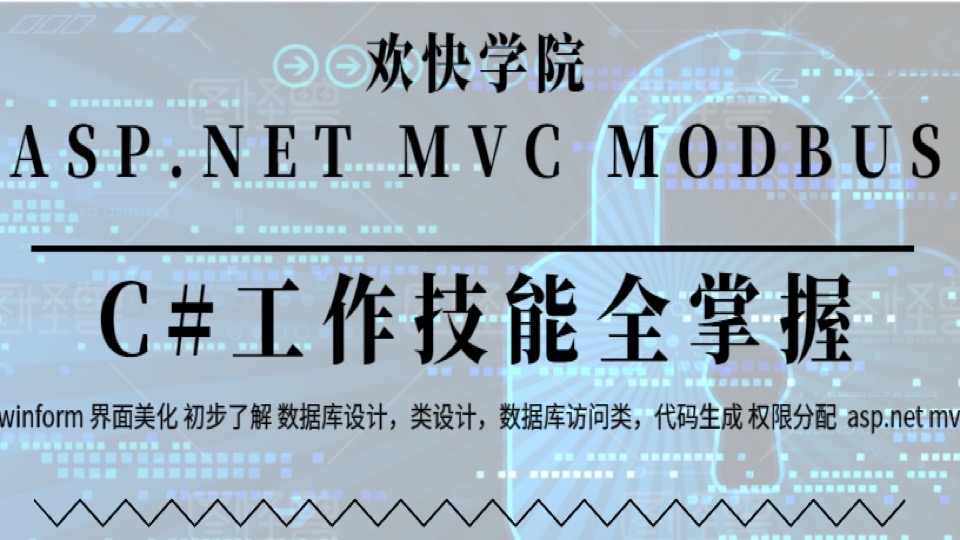 欢快学院
ASP.NET MVC MODBUS
C#工作技能全掌握
winform 界面美化 初步了解 数据库设计，类设计，数据库访问类，代码生成 权限分配 asp.net mv